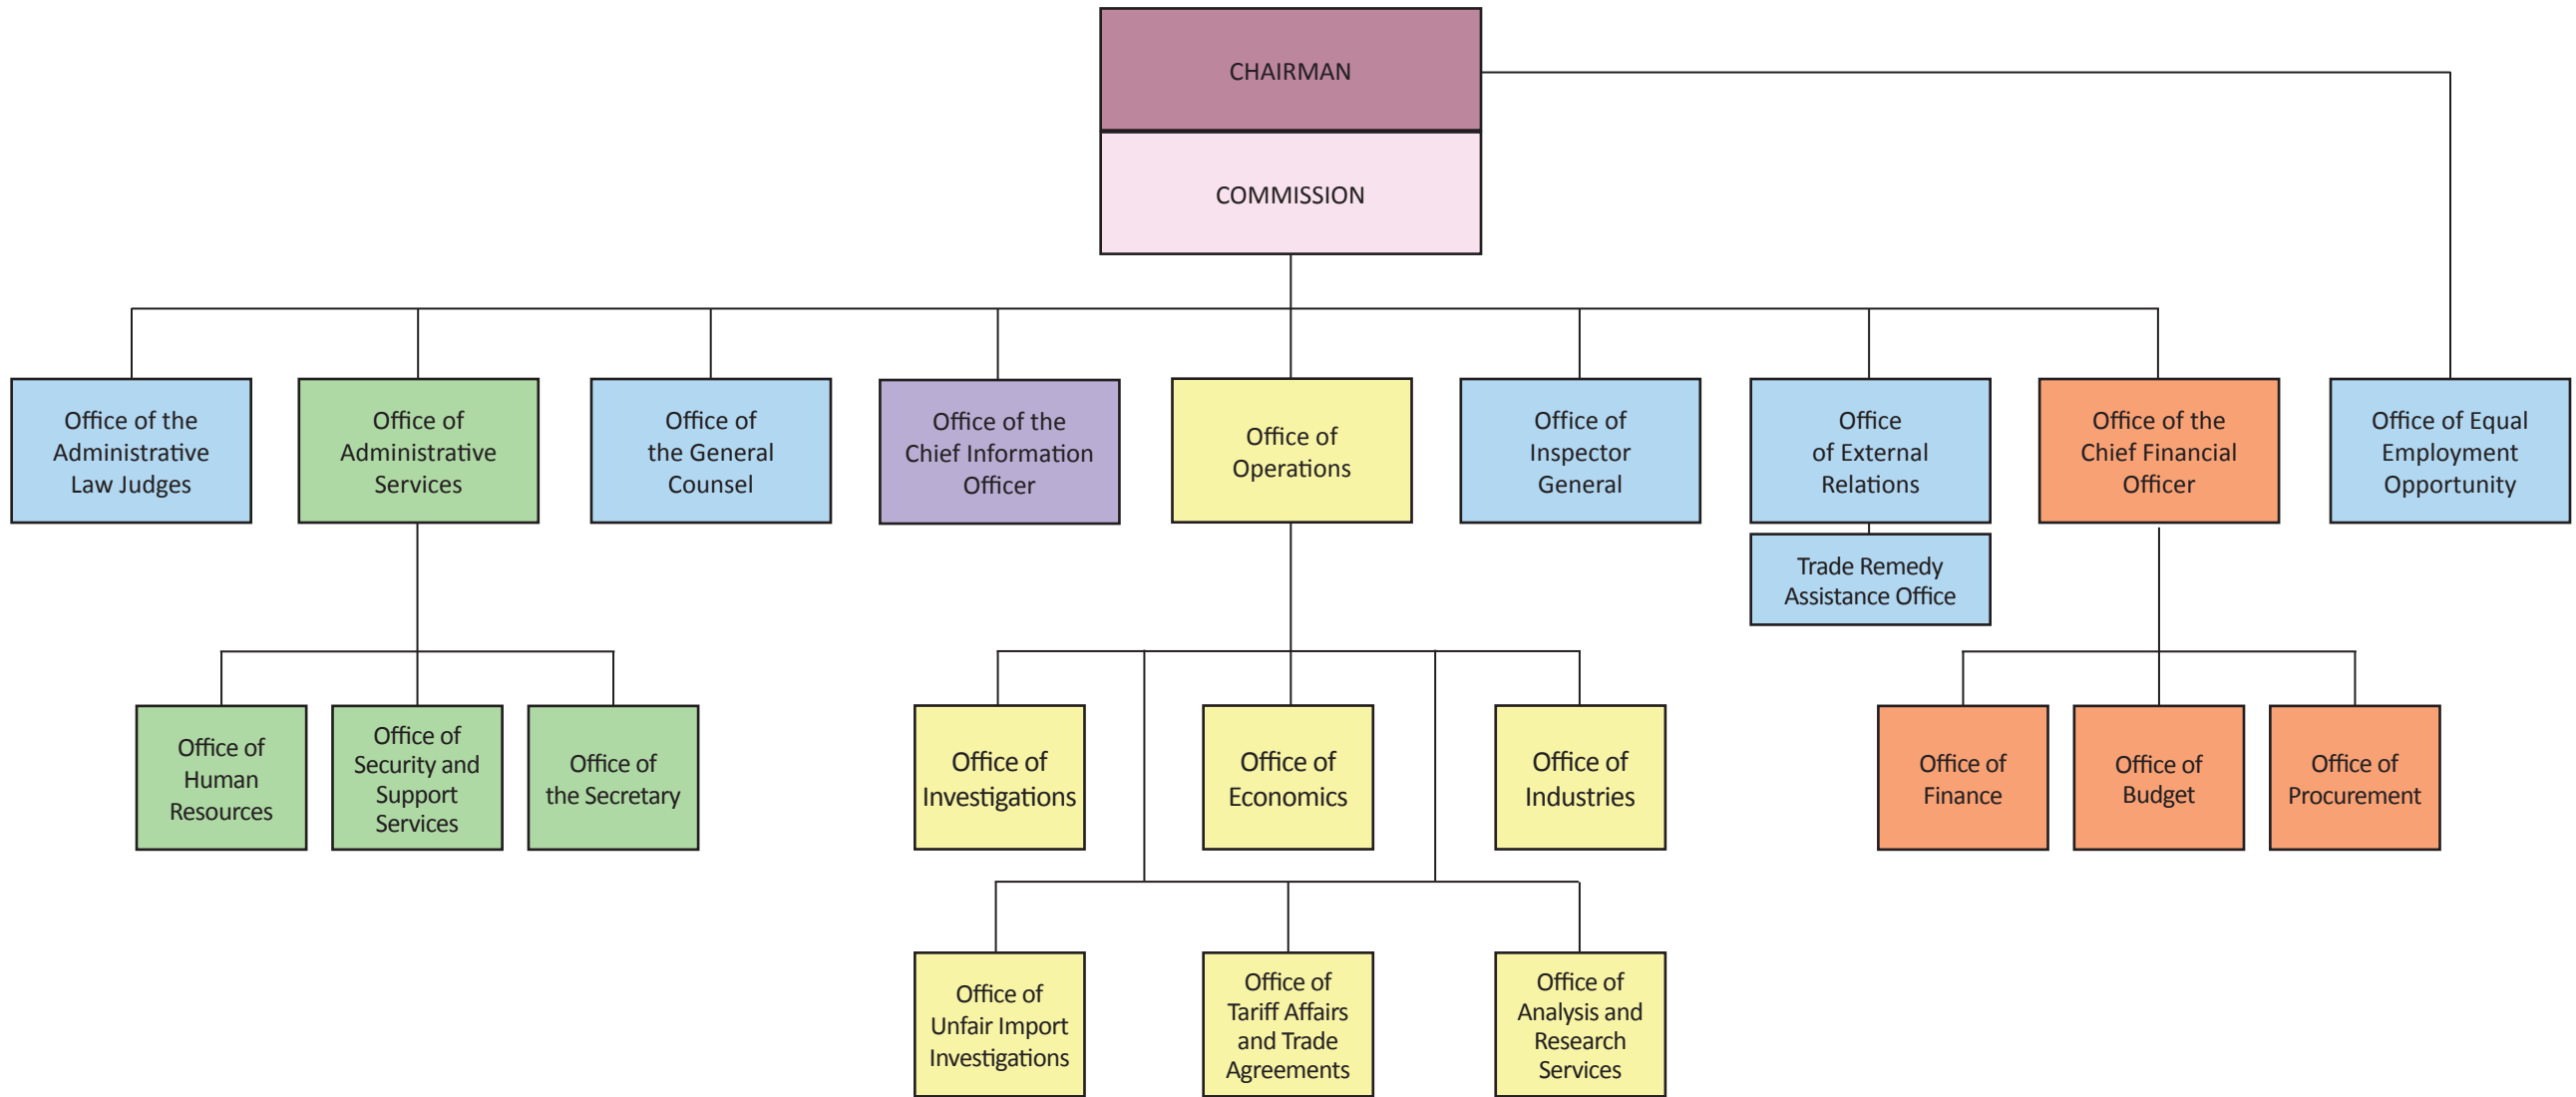 CHAIRMAN
COMMISSION
Office of the
Administrative
Law Judges
Office of
Administrative
Services
Office of
the General
Counsel
Office of the
Chief Information
Officer
Office of
Operations
Office of
Inspector
General
Office
of External
Relations
Office of the
Chief Financial
Officer
Office of Equal
Employment
Opportunity
Trade Remedy
Assistance Office
Office of
Human
Resources
Office of
Security and
Support
Services
Office of
the Secretary
Office of
Investigations
Office of
Economics
Office of
Industries
Office of
Finance
Office of
Budget
Office of
Procurement
Office of
Unfair Import
Investigations
Office of
Tariff Affairs
and Trade
Agreements
Office of
Analysis and
Research
Services